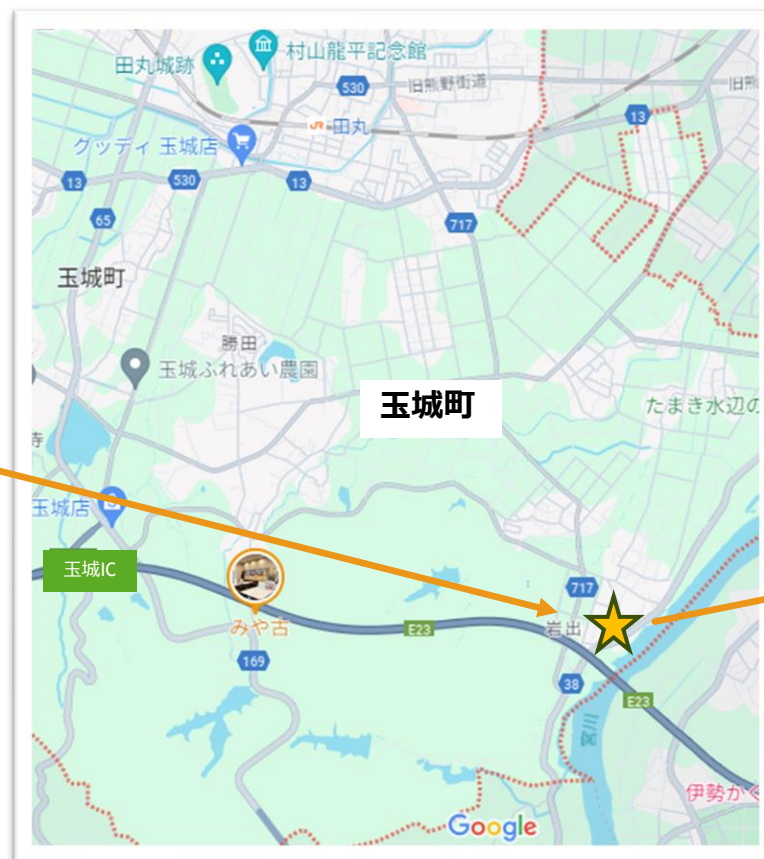 村山龍平記念館
田丸城跡
530
旧熊野街道
旧熊
13
JR 田丸
グッディ 玉城店
13
530
13
65
717
玉城町
勝田
玉城ふれあい農園
玉城町
たまき水辺の
寺
玉城店
玉城IC
717
みや古
E23
岩出
169
38
E23
伊勢か
Google